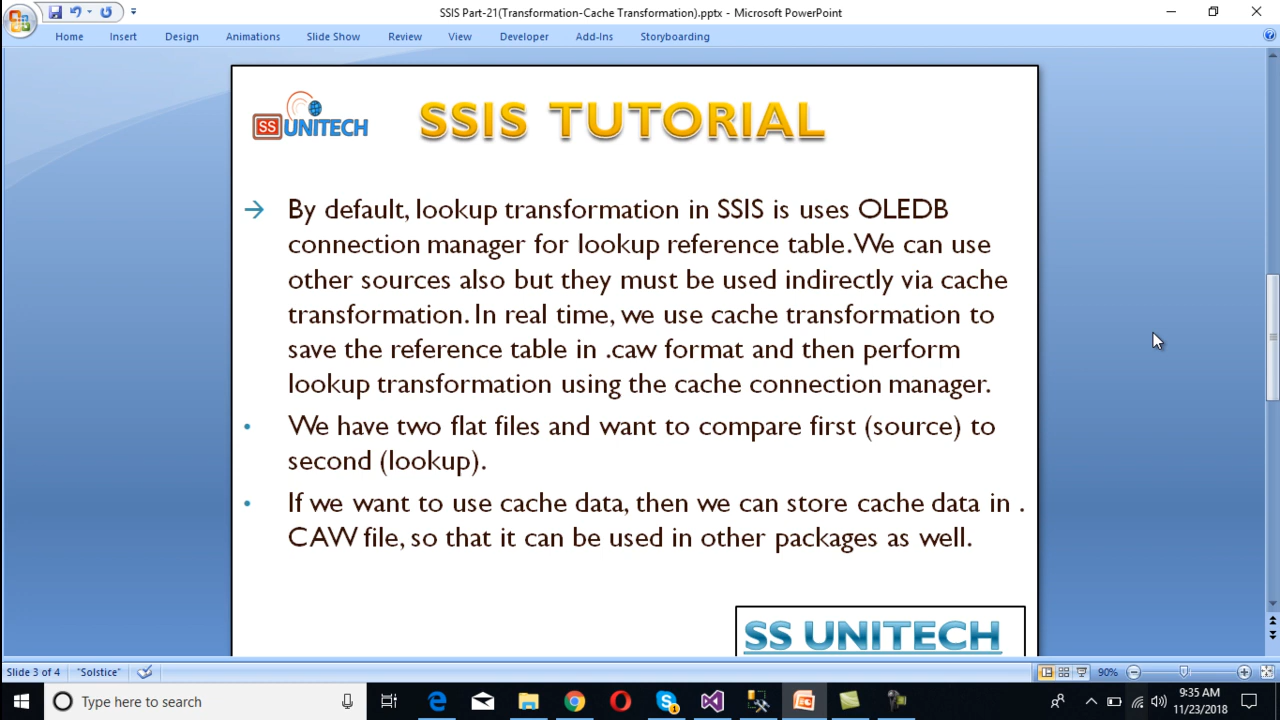 SSIS Part-21(Transformation-Cache Transformation).pptx - Microsoft PowerPoint
Home Insert Design Animations Slide Show Review View Developer Add-Ins Storyboarding
SS UNITECH
SSIS TUTORIAL
→ By default, lookup transformation in SSIS is uses OLEDB
connection manager for lookup reference table. We can use
other sources also but they must be used indirectly via cache
transformation. In real time, we use cache transformation to
save the reference table in .caw format and then perform
lookup transformation using the cache connection manager.
• We have two flat files and want to compare first (source) to
second (lookup).
• If we want to use cache data, then we can store cache data in .
CAW file, so that it can be used in other packages as well.
SS UNITECH
Slide 3 of 4 "Solstice" 90%
Type here to search
9:35 AM
11/23/2018